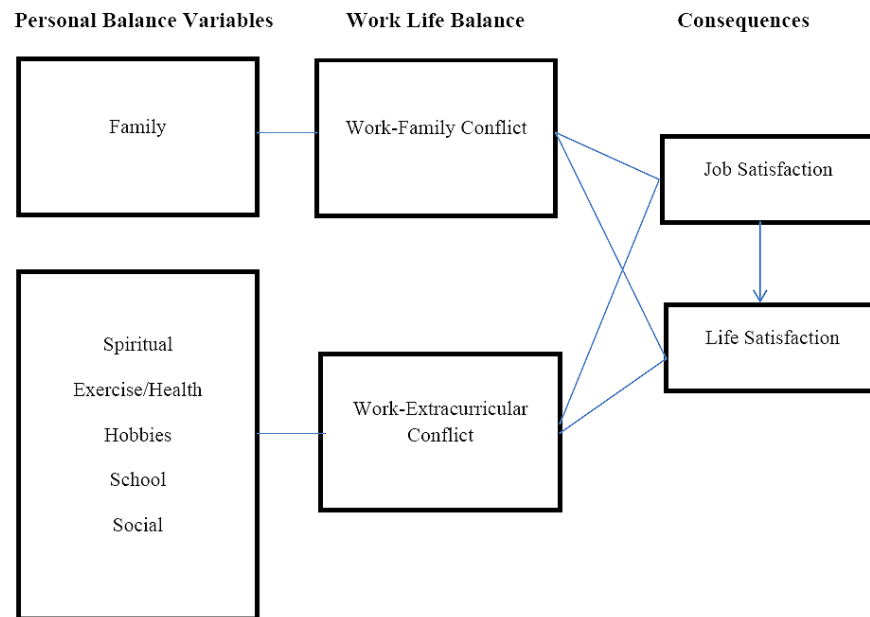 Personal Balance Variables
Work Life Balance
Consequences
Family
Work-Family Conflict
Job Satisfaction
Life Satisfaction
Spiritual
Exercise/Health
Hobbies
School
Social
Work-Extracurricular
Conflict